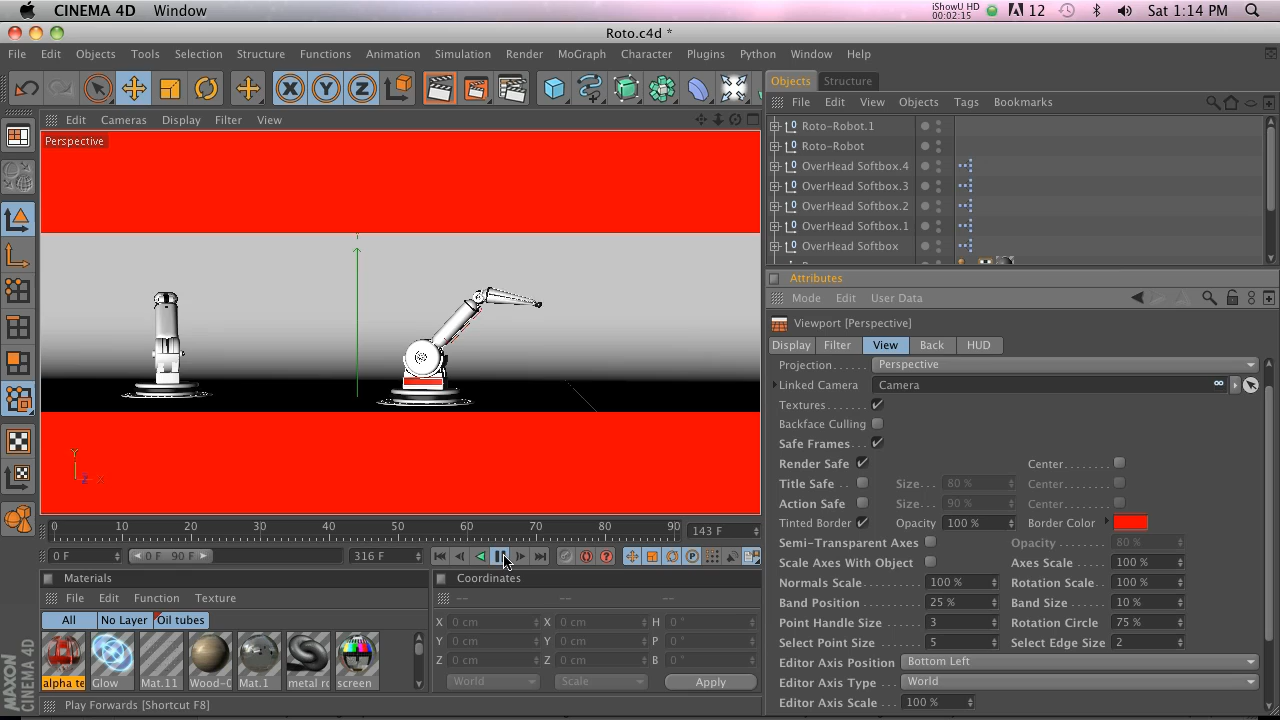 CINEMA 4D Window
iShowU HD
00:02:15
12 Sat 1:14 PM
Roto.c4d *
File Edit Objects Tools Selection Structure Functions Animation Simulation Render MoGraph Character Plugins Python Window Help
Objects Structure
File Edit View Objects Tags Bookmarks
Edit Cameras Display Filter View
Perspective
Roto-Robot.1
Roto-Robot
OverHead Softbox.4
OverHead Softbox.3
OverHead Softbox.2
OverHead Softbox.1
OverHead Softbox
Attributes
Mode Edit User Data
Viewport [Perspective]
Display Filter View Back HUD
Projection...... Perspective
Linked Camera Camera
Textures.......
Backface Culling
Safe Frames...
Render Safe Center........
Title Safe .. Size... 80 % Center........
Action Safe Size... 90 % Center........
Tinted Border Opacity 100 % Border Color
Semi-Transparent Axes Opacity........ 80 %
Scale Axes With Object Axes Scale.... 100 %
Normals Scale.. 100 % Rotation Scale. 100 %
Band Position... 25 % Band Size..... 10 %
Point Handle Size 3 Rotation Circle 75 %
Select Point Size . 5 Select Edge Size 2
Editor Axis Position Bottom Left
Editor Axis Type .. World
Editor Axis Scale ... 100 %
Y
Z X
0 10 20 30 40 50 60 70 80 90 143 F
0 F 0 F 90 F 316 F
Materials
File Edit Function Texture
All No Layer Oil tubes
alpha te Glow Mat.11 Wood-0 Mat.1 metal ro screen
Coordinates
-- -- --
X 0 cm X 0 cm H 0 °
Y 0 cm Y 0 cm P 0 °
Z 0 cm Z 0 cm B 0 °
World Scale Apply
MAXON
CINEMA 4D
Play Forwards [Shortcut F8]